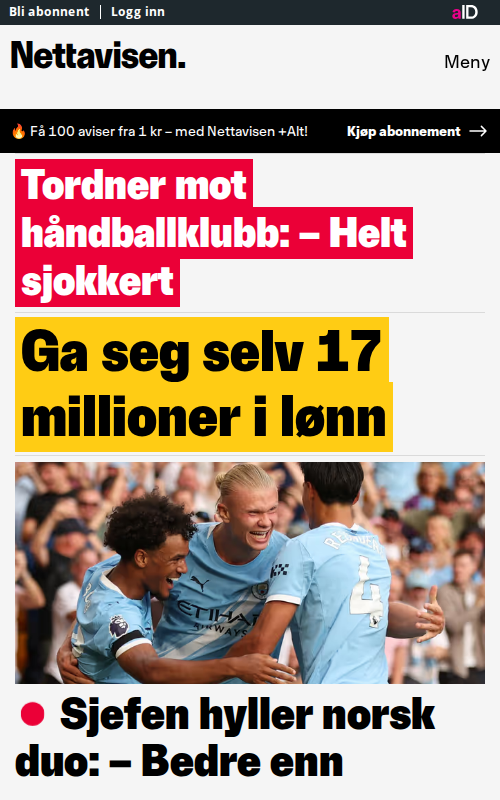 Bli abonnent | Logg inn
aID
Nettavisen.
Meny
🔥 Få 100 aviser fra 1 kr – med Nettavisen +Alt!
Kjøp abonnement →
Tordner mot
håndballklubb: – Helt
sjokkert
Ga seg selv 17
millioner i lønn
ETIHAD
AIRWAYS
4
Sjefen hyller norsk
duo: – Bedre enn